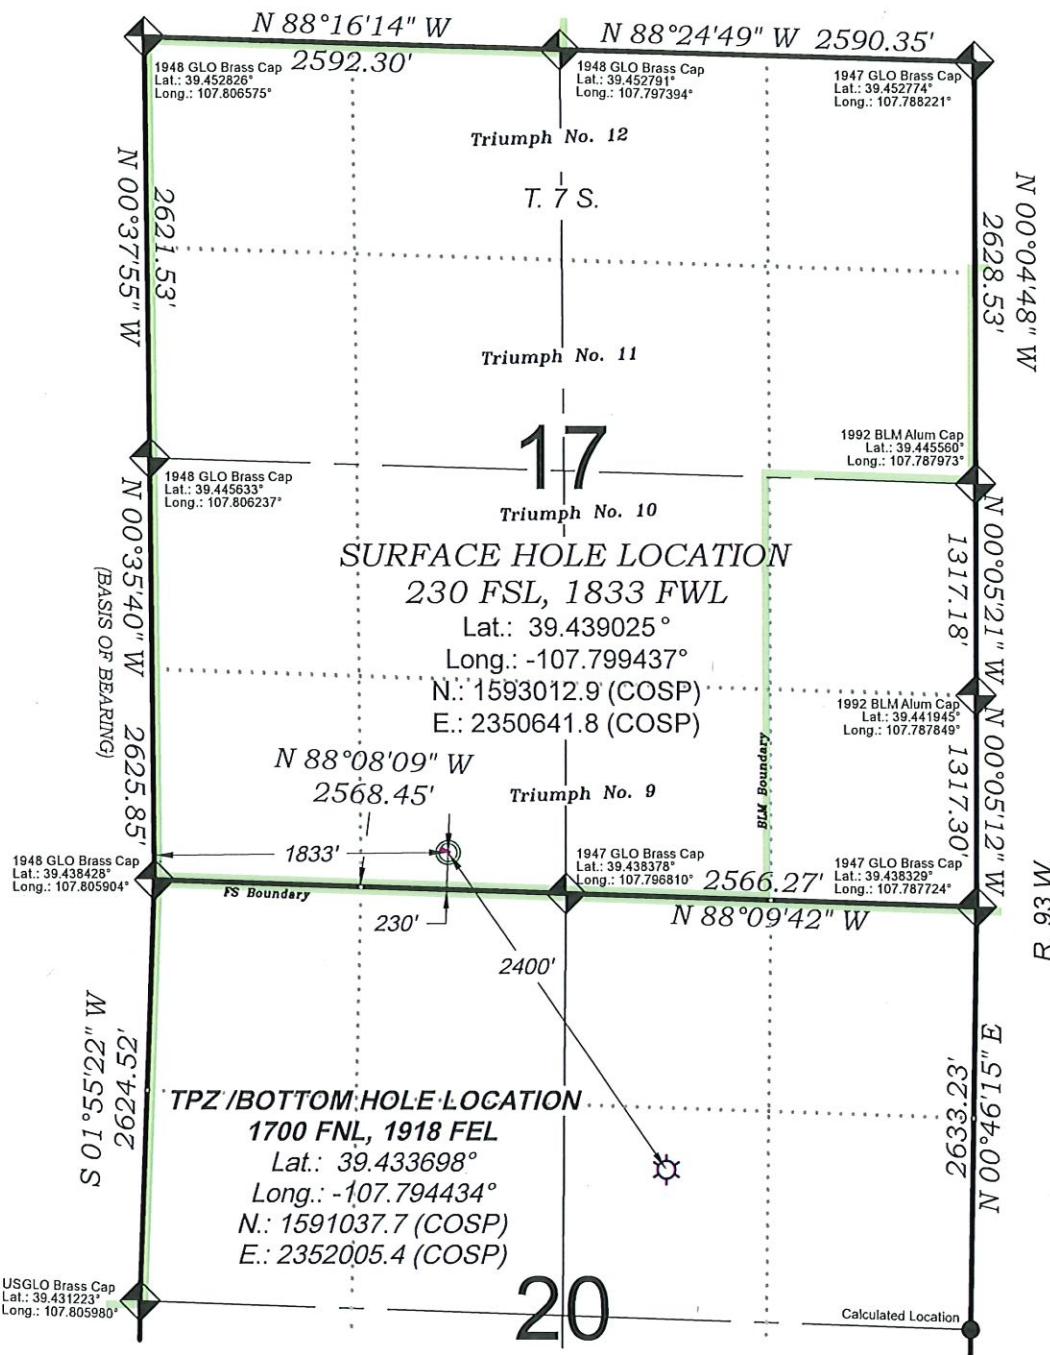 N 88°16'14" W
2592.30'
N 88°24'49" W 2590.35'
1948 GLO Brass Cap
Lat.: 39.452826°
Long.: 107.806575°
1948 GLO Brass Cap
Lat.: 39.452791°
Long.: 107.797394°
1947 GLO Brass Cap
Lat.: 39.452774°
Long.: 107.788221°
Triumph No. 12
T. 7 S.
N 00°37'55" W
2621.53'
N 00°04'48" W
2628.53'
Triumph No. 11
17
1992 BLM Alum Cap
Lat.: 39.445560°
Long.: 107.787973°
1948 GLO Brass Cap
Lat.: 39.445633°
Long.: 107.806237°
Triumph No. 10
SURFACE HOLE LOCATION
230 FSL, 1833 FWL
Lat.: 39.439025°
Long.: -107.799437°
N.: 1593012.9 (COSP)
E.: 2350641.8 (COSP)
N 00°35'40" W
2625.85'
(BASIS OF BEARING)
N 00°05'21" W
1317.18'
1992 BLM Alum Cap
Lat.: 39.441945°
Long.: 107.787849°
N 00°05'12" W
1317.30'
BLM Boundary
N 88°08'09" W
2568.45'
Triumph No. 9
1833'
1948 GLO Brass Cap
Lat.: 39.438428°
Long.: 107.805904°
FS Boundary
230'
1947 GLO Brass Cap
Lat.: 39.438378°
Long.: 107.796810°
2566.27'
N 88°09'42" W
1947 GLO Brass Cap
Lat.: 39.438329°
Long.: 107.787724°
R. 93 W.
2400'
S 01°55'22" W
2624.52'
N 00°46'15" E
2633.23'
TPZ/BOTTOM HOLE LOCATION
1700 FNL, 1918 FEL
Lat.: 39.433698°
Long.: -107.794434°
N.: 1591037.7 (COSP)
E.: 2352005.4 (COSP)
USGLO Brass Cap
Lat.: 39.431223°
Long.: 107.805980°
20
Calculated Location